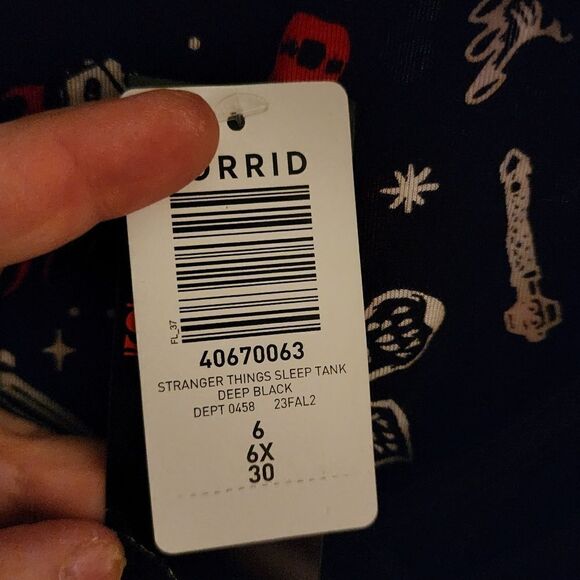 ORRID
FL_37
40670063
STRANGER THINGS SLEEP TANK
DEEP BLACK
DEPT 0458 23FAL2
6
6X
30